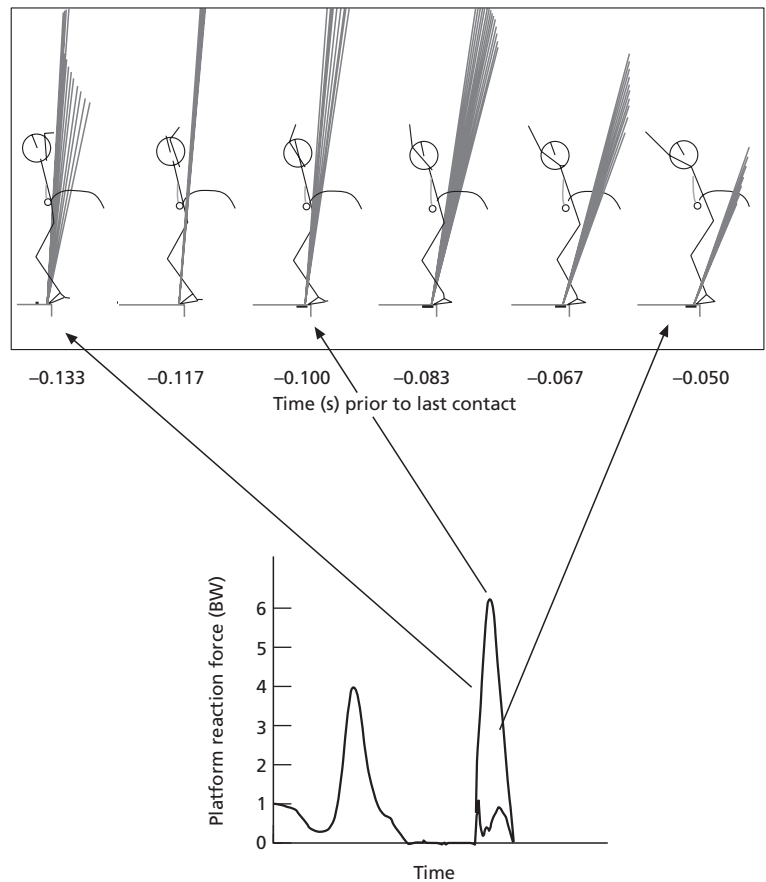 –0.133 –0.117 –0.100 –0.083 –0.067 –0.050
Time (s) prior to last contact
Platform reaction force (BW)
6
5
4
3
2
1
0
Time